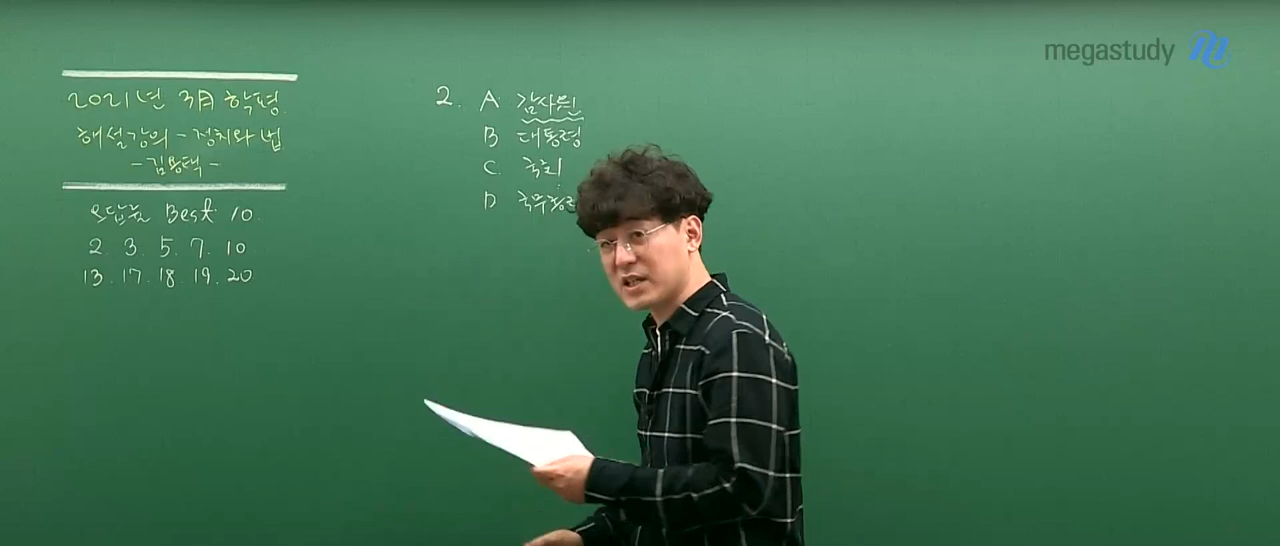 megastudy
2021년 3月 학평
해설강의 - 정치와 법
- 김용택 -
오답률 Best 10.
2. 3. 5. 7. 10
13. 17. 18. 19. 20
2. A 감사원
B 대통령
C. 국회
D 국무총리